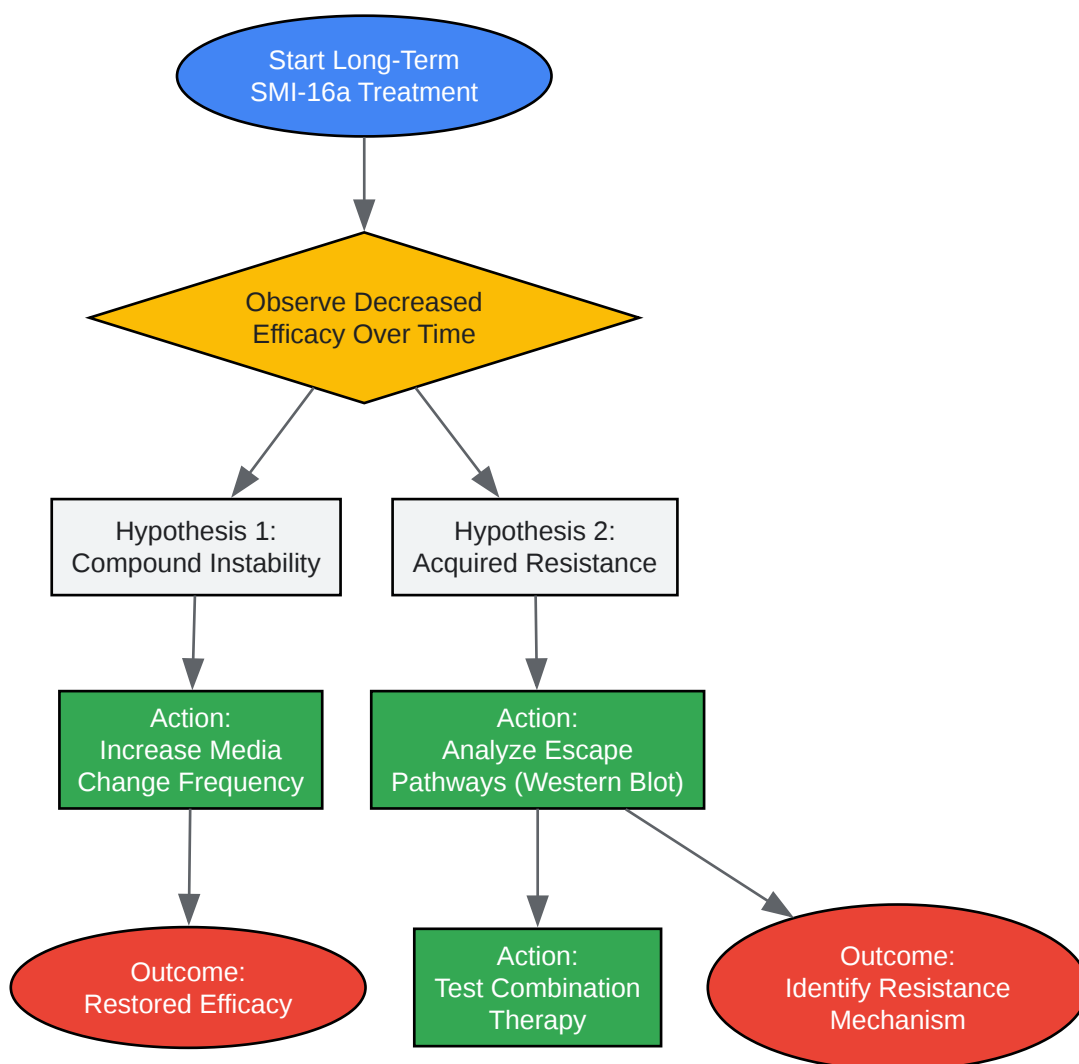 Start Long-Term
SMI-16a Treatment
Observe Decreased
Efficacy Over Time
Hypothesis 1:
Compound Instability
Hypothesis 2:
Acquired Resistance
Action:
Increase Media
Change Frequency
Action:
Analyze Escape
Pathways (Western Blot)
Outcome:
Restored Efficacy
Action:
Test Combination
Therapy
Outcome:
Identify Resistance
Mechanism